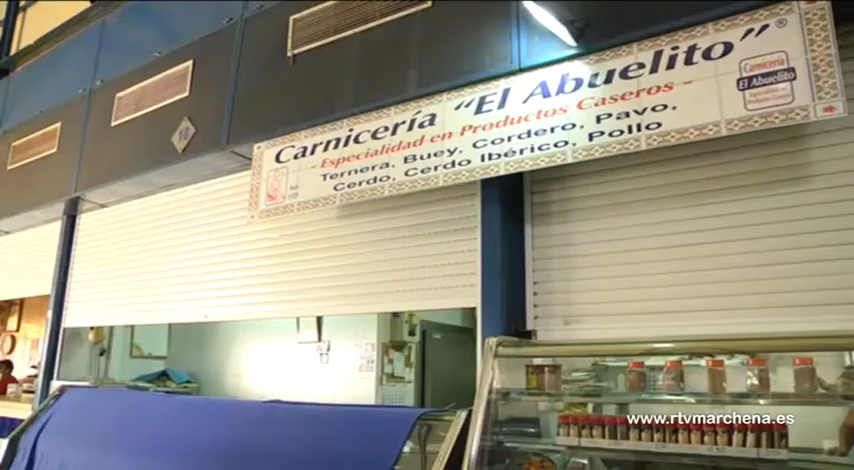 Carnicería "El Abuelito"®
- Especialidad en Productos Caseros -
Ternera, Buey, Cordero, Pavo,
Cerdo, Cerdo Ibérico, Pollo
Carnicería
El Abuelito
www.rtvmarchena.es